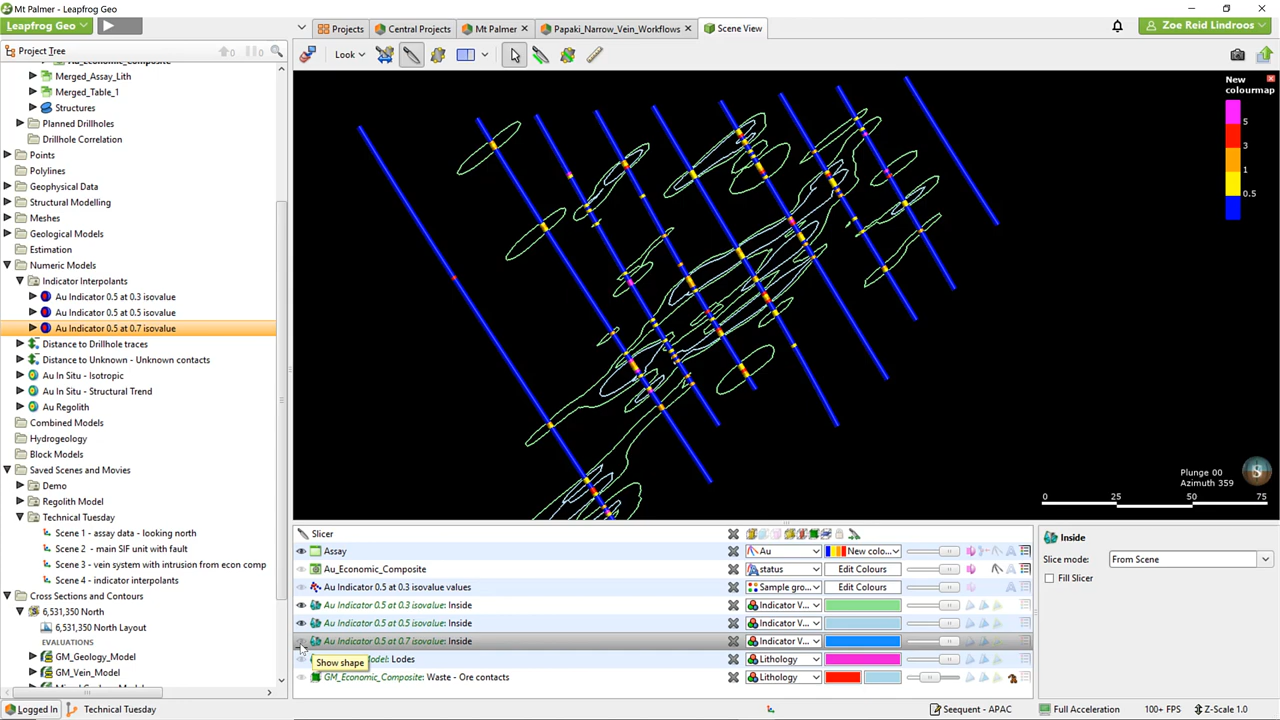 Mt Palmer - Leapfrog Geo
Leapfrog Geo
Projects
Central Projects
Mt Palmer ×
Papaki_Narrow_Vein_Workflows ×
Scene View
Zoe Reid Lindroos
Project Tree
0
0
Look
Au_Economic_Composite
Merged_Assay_Lith
Merged_Table_1
Structures
Planned Drillholes
Drillhole Correlation
Points
Polylines
Geophysical Data
Structural Modelling
Meshes
Geological Models
Estimation
Numeric Models
Indicator Interpolants
Au Indicator 0.5 at 0.3 isovalue
Au Indicator 0.5 at 0.5 isovalue
Au Indicator 0.5 at 0.7 isovalue
Distance to Drillhole traces
Distance to Unknown - Unknown contacts
Au In Situ - Isotropic
Au In Situ - Structural Trend
Au Regolith
Combined Models
Hydrogeology
Block Models
Saved Scenes and Movies
Demo
Regolith Model
Technical Tuesday
Scene 1 - assay data - looking north
Scene 2 - main SIF unit with fault
Scene 3 - vein system with intrusion from econ comp
Scene 4 - indicator interpolants
Cross Sections and Contours
6,531,350 North
6,531,350 North Layout
EVALUATIONS
GM_Geology_Model
GM_Vein_Model
New
colourmap
5
3
1
0.5
Plunge 00
Azimuth 359
0 25 50 75
Slicer
Assay Au New colo...
Au_Economic_Composite status Edit Colours
Au Indicator 0.5 at 0.3 isovalue values Sample gro... Edit Colours
Au Indicator 0.5 at 0.3 isovalue: Inside Indicator V...
Au Indicator 0.5 at 0.5 isovalue: Inside Indicator V...
Au Indicator 0.5 at 0.7 isovalue: Inside Indicator V...
Show shape
odel: Lodes Lithology
GM_Economic_Composite: Waste - Ore contacts Lithology
Inside
Slice mode: From Scene
Fill Slicer
Logged In
Technical Tuesday
Seequent - APAC
Full Acceleration
100+ FPS
Z-Scale 1.0